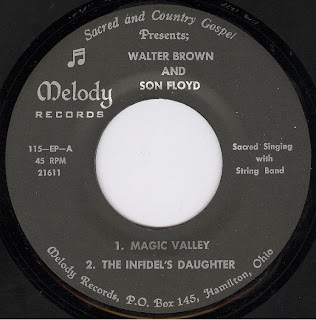 Sacred and Country Gospel
Presents;
WALTER BROWN
AND
SON FLOYD
Melody
RECORDS
115-EP-A
45 RPM
21611
Sacred Singing
with
String Band
1. MAGIC VALLEY
2. THE INFIDEL'S DAUGHTER
Melody Records, P.O. Box 145, Hamilton, Ohio